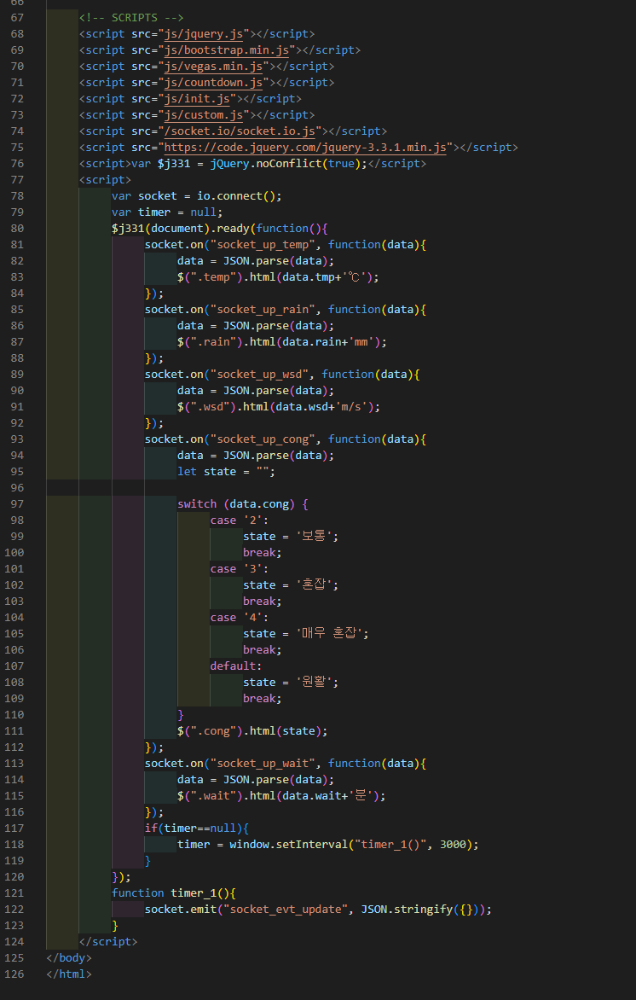 66
67 <!-- SCRIPTS -->
68 <script src="js/jquery.js"></script>
69 <script src="js/bootstrap.min.js"></script>
70 <script src="js/vegas.min.js"></script>
71 <script src="js/countdown.js"></script>
72 <script src="js/init.js"></script>
73 <script src="js/custom.js"></script>
74 <script src="/socket.io/socket.io.js"></script>
75 <script src="https://code.jquery.com/jquery-3.3.1.min.js"></script>
76 <script>var $j331 = jQuery.noConflict(true);</script>
77 <script>
78 var socket = io.connect();
79 var timer = null;
80 $j331(document).ready(function(){
81 socket.on("socket_up_temp", function(data){
82 data = JSON.parse(data);
83 $(".temp").html(data.tmp+'℃');
84 });
85 socket.on("socket_up_rain", function(data){
86 data = JSON.parse(data);
87 $(".rain").html(data.rain+'mm');
88 });
89 socket.on("socket_up_wsd", function(data){
90 data = JSON.parse(data);
91 $(".wsd").html(data.wsd+'m/s');
92 });
93 socket.on("socket_up_cong", function(data){
94 data = JSON.parse(data);
95 let state = "";
96
97 switch (data.cong) {
98 case '2':
99 state = '보통';
100 break;
101 case '3':
102 state = '혼잡';
103 break;
104 case '4':
105 state = '매우 혼잡';
106 break;
107 default:
108 state = '원활';
109 break;
110 }
111 $(".cong").html(state);
112 });
113 socket.on("socket_up_wait", function(data){
114 data = JSON.parse(data);
115 $(".wait").html(data.wait+'분');
116 });
117 if(timer==null){
118 timer = window.setInterval("timer_1()", 3000);
119 }
120 });
121 function timer_1(){
122 socket.emit("socket_evt_update", JSON.stringify({}));
123 }
124 </script>
125 </body>
126 </html>